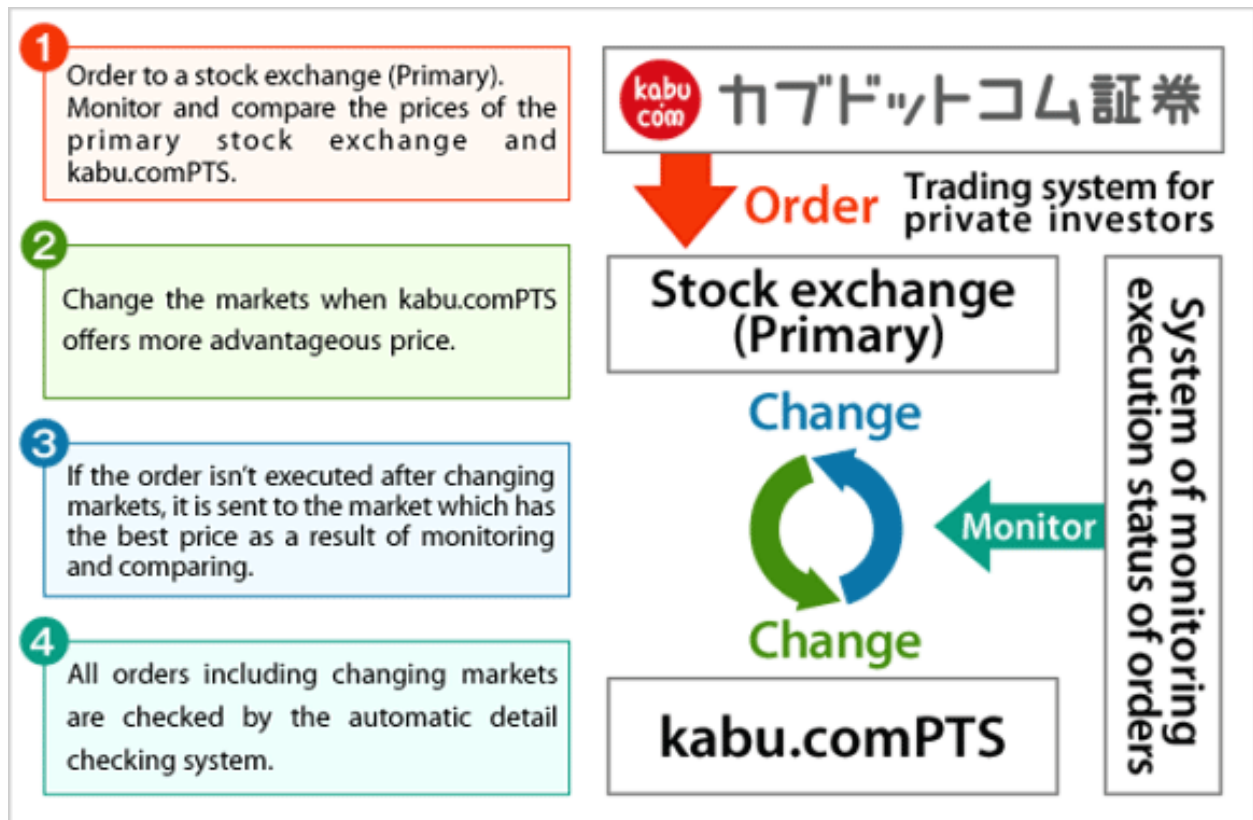 1
Order to a stock exchange (Primary).
Monitor and compare the prices of the
primary stock exchange and
kabu.comPTS.
2
Change the markets when kabu.comPTS
offers more advantageous price.
3
If the order isn't executed after changing
markets, it is sent to the market which has
the best price as a result of monitoring
and comparing.
4
All orders including changing markets
are checked by the automatic detail
checking system.
kabu
.com
カブドットコム証券
Order
Trading system for
private investors
Stock exchange
(Primary)
Change
Change
Monitor
System of monitoring
execution status of orders
kabu.comPTS